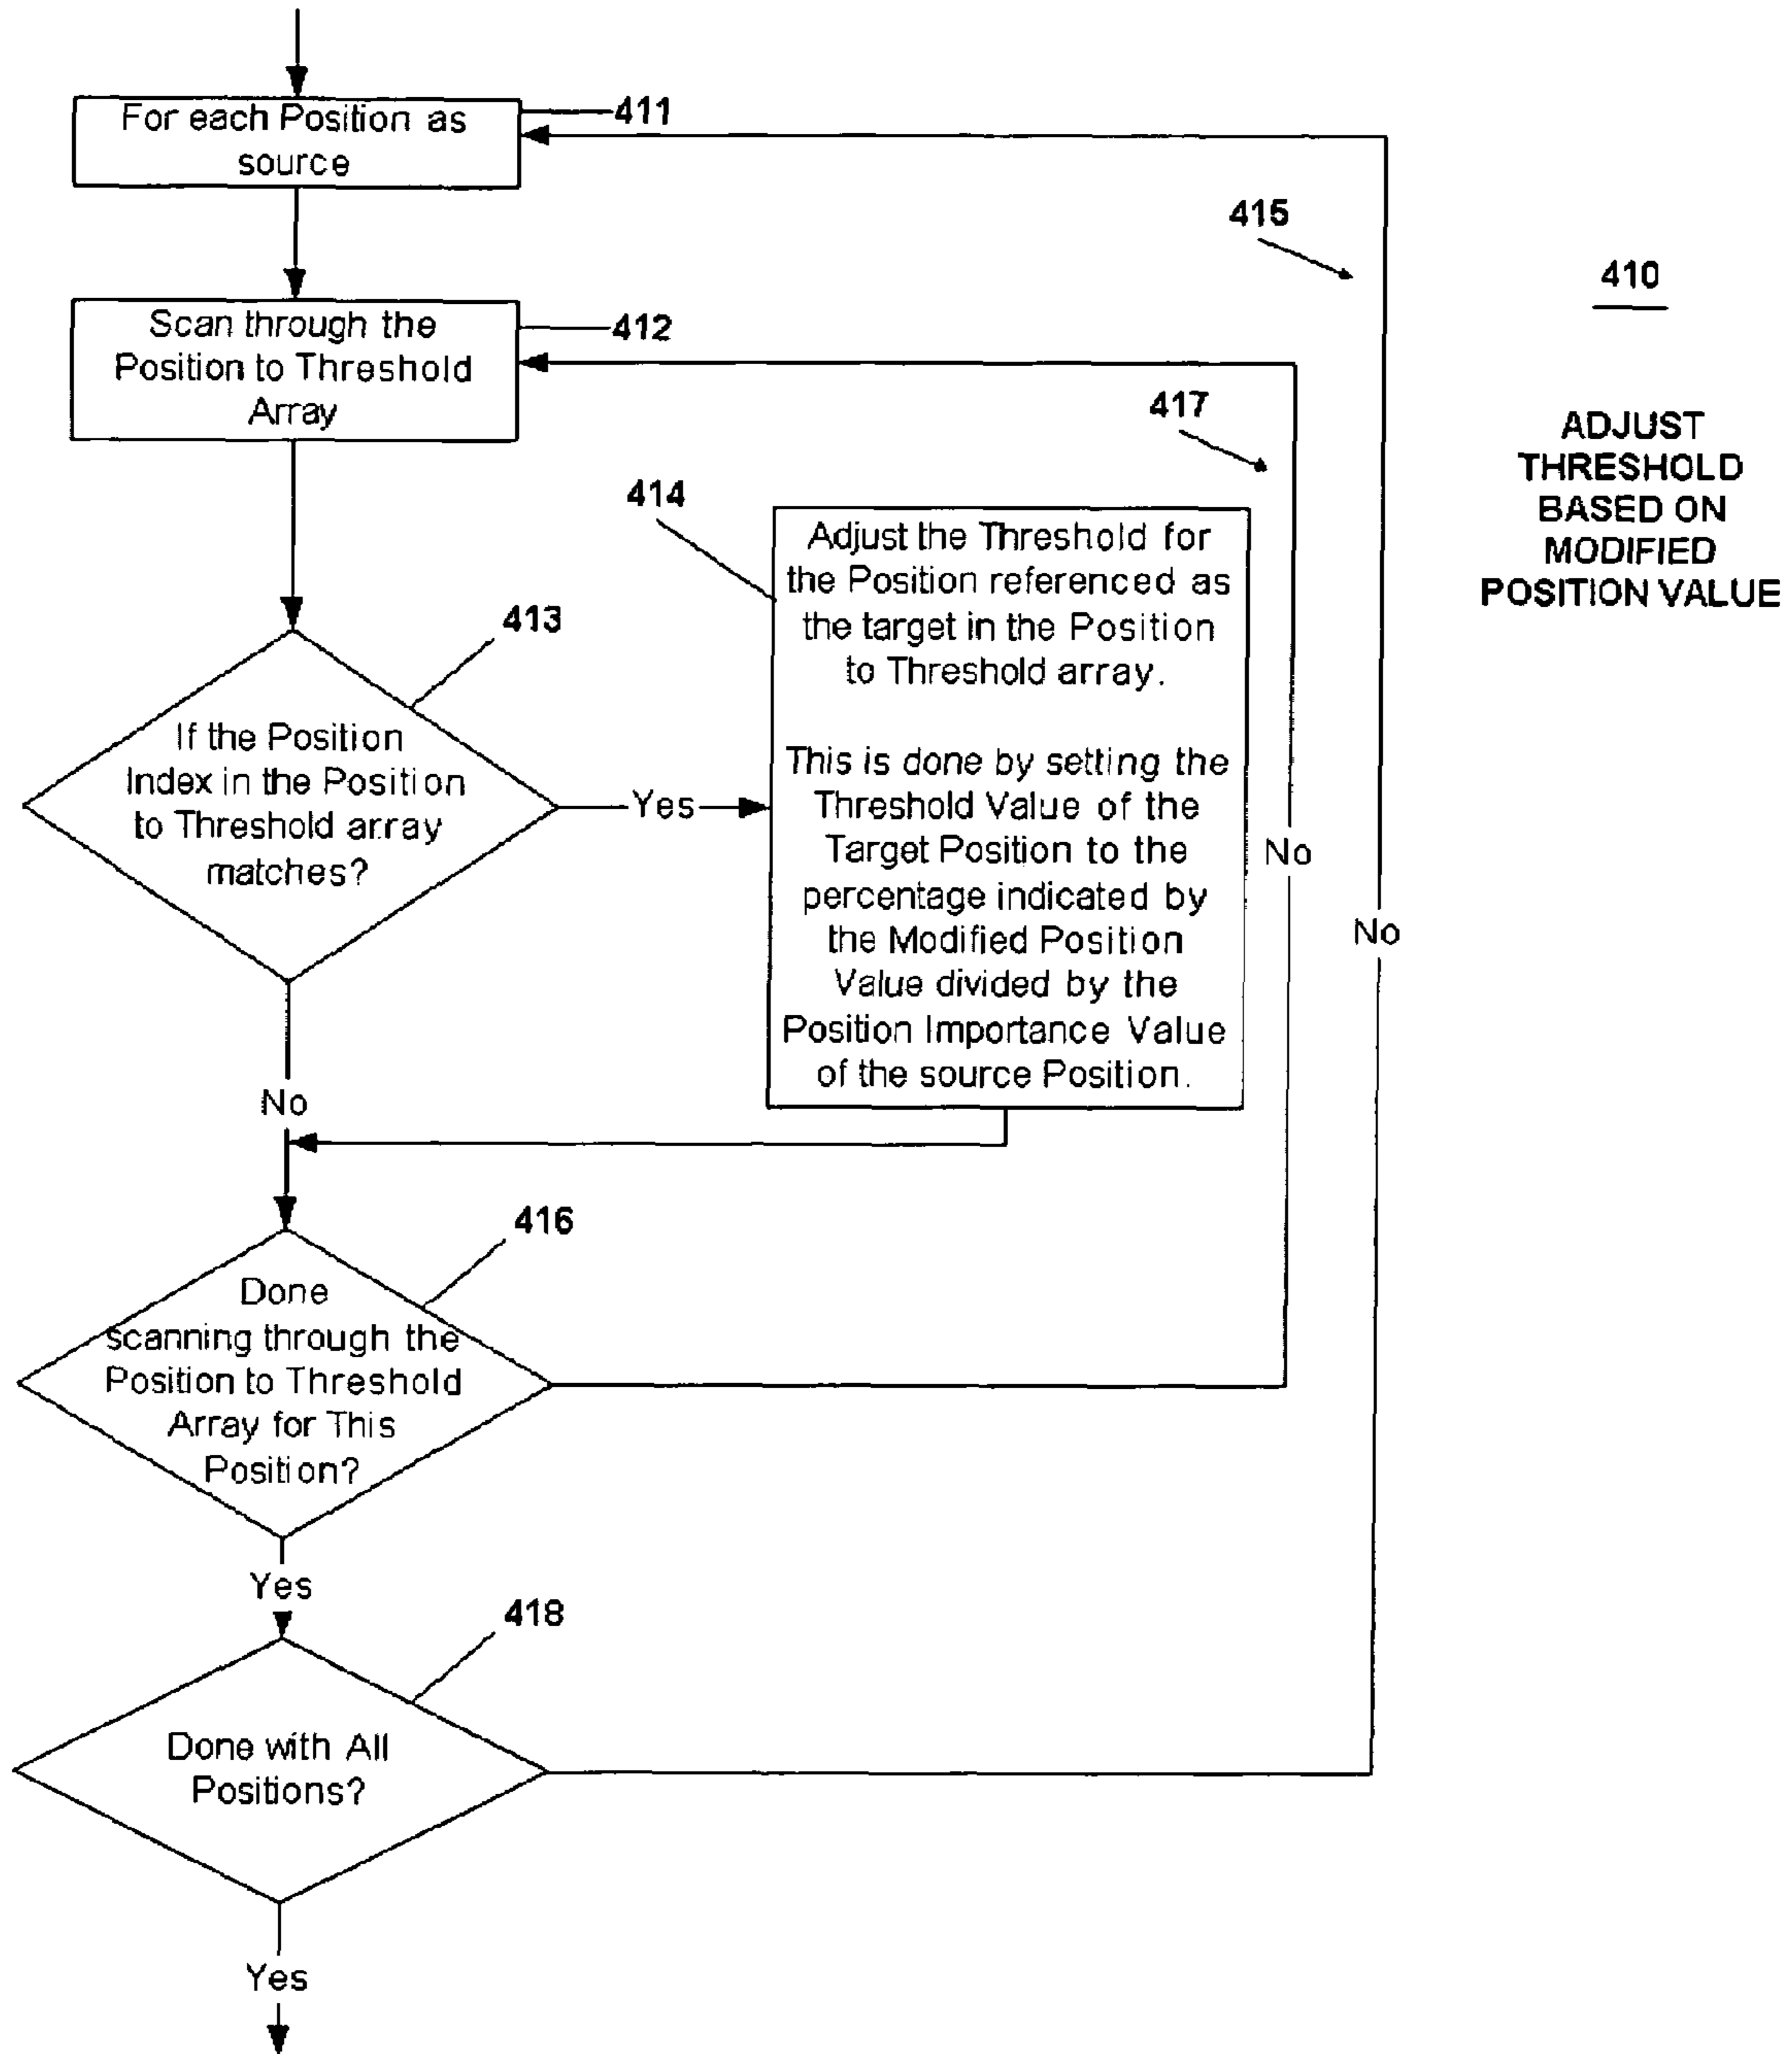 For each Position as
source
411
415
410
Scan through the
Position to Threshold
Array
412
417
ADJUST
THRESHOLD
BASED ON
MODIFIED
POSITION VALUE
414
Adjust the Threshold for
the Position referenced as
the target in the Position
to Threshold array.
This is done by setting the
Threshold Value of the
Target Position to the
percentage indicated by
the Modified Position
Value divided by the
Position Importance Value
of the source Position.
413
If the Position
Index in the Position
to Threshold array
matches?
Yes
No
No
No
416
Done
scanning through the
Position to Threshold
Array for This
Position?
Yes
418
Done with All
Positions?
Yes